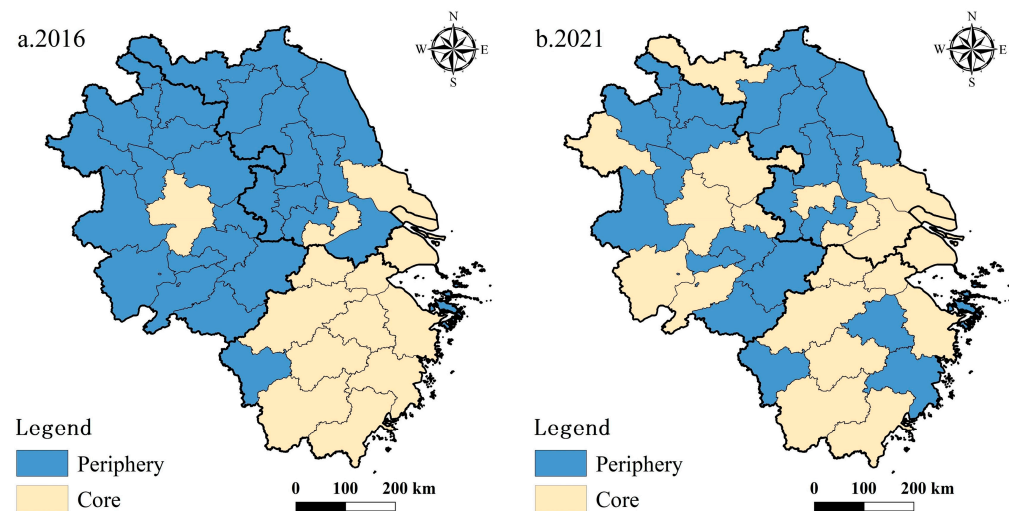 a.2016
N
W E
S
Legend
Periphery
Core
0 100 200 km
b.2021
N
W E
S
Legend
Periphery
Core
0 100 200 km